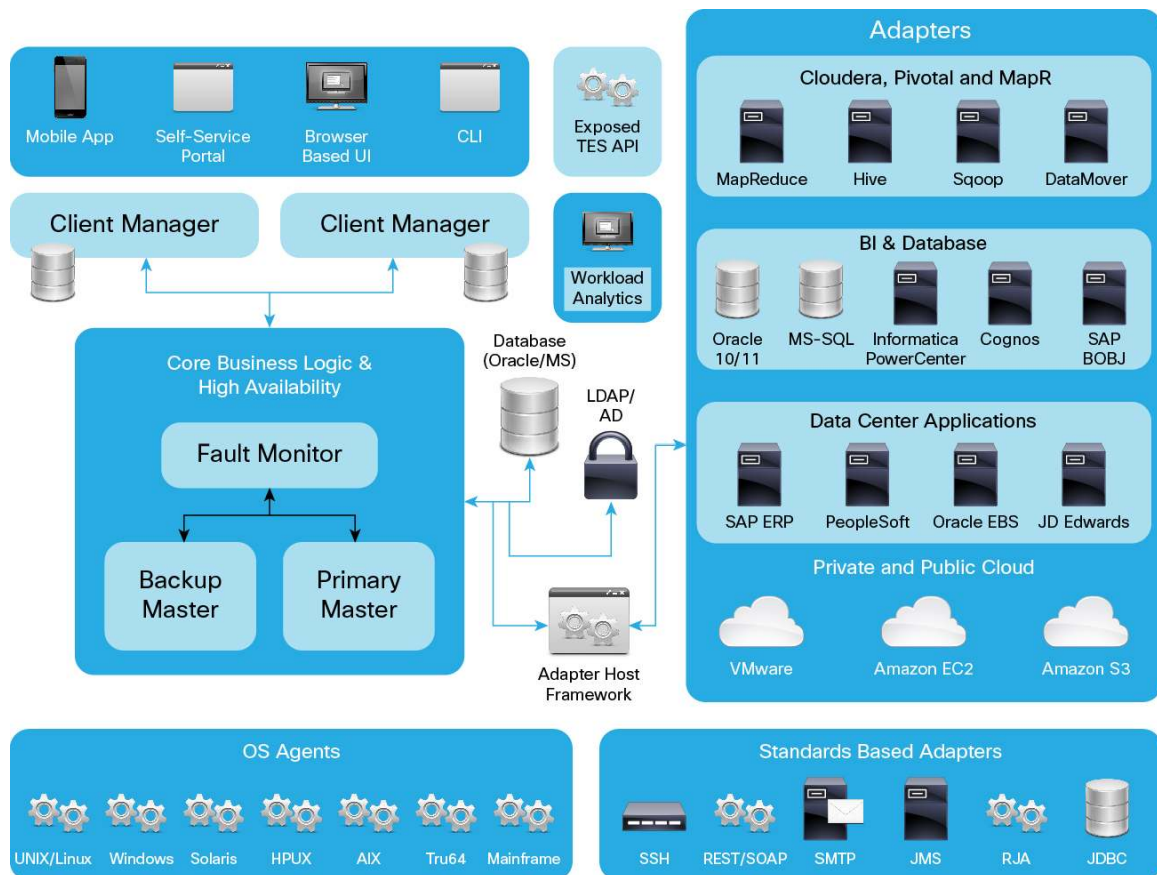 Mobile App
Self-Service
Portal
Browser
Based UI
CLI
Exposed
TES API
Client Manager
Client Manager
Workload
Analytics
Core Business Logic &
High Availability
Fault Monitor
Backup
Master
Primary
Master
Database
(Oracle/MS)
LDAP/
AD
Adapter Host
Framework
Adapters
Cloudera, Pivotal and MapR
MapReduce
Hive
Sqoop
DataMover
BI & Database
Oracle
10/11
MS-SQL
Informatica
PowerCenter
Cognos
SAP
BOBJ
Data Center Applications
SAP ERP
PeopleSoft
Oracle EBS
JD Edwards
Private and Public Cloud
VMware
Amazon EC2
Amazon S3
OS Agents
UNIX/Linux
Windows
Solaris
HPUX
AIX
Tru64
Mainframe
Standards Based Adapters
SSH
REST/SOAP
SMTP
JMS
RJA
JDBC